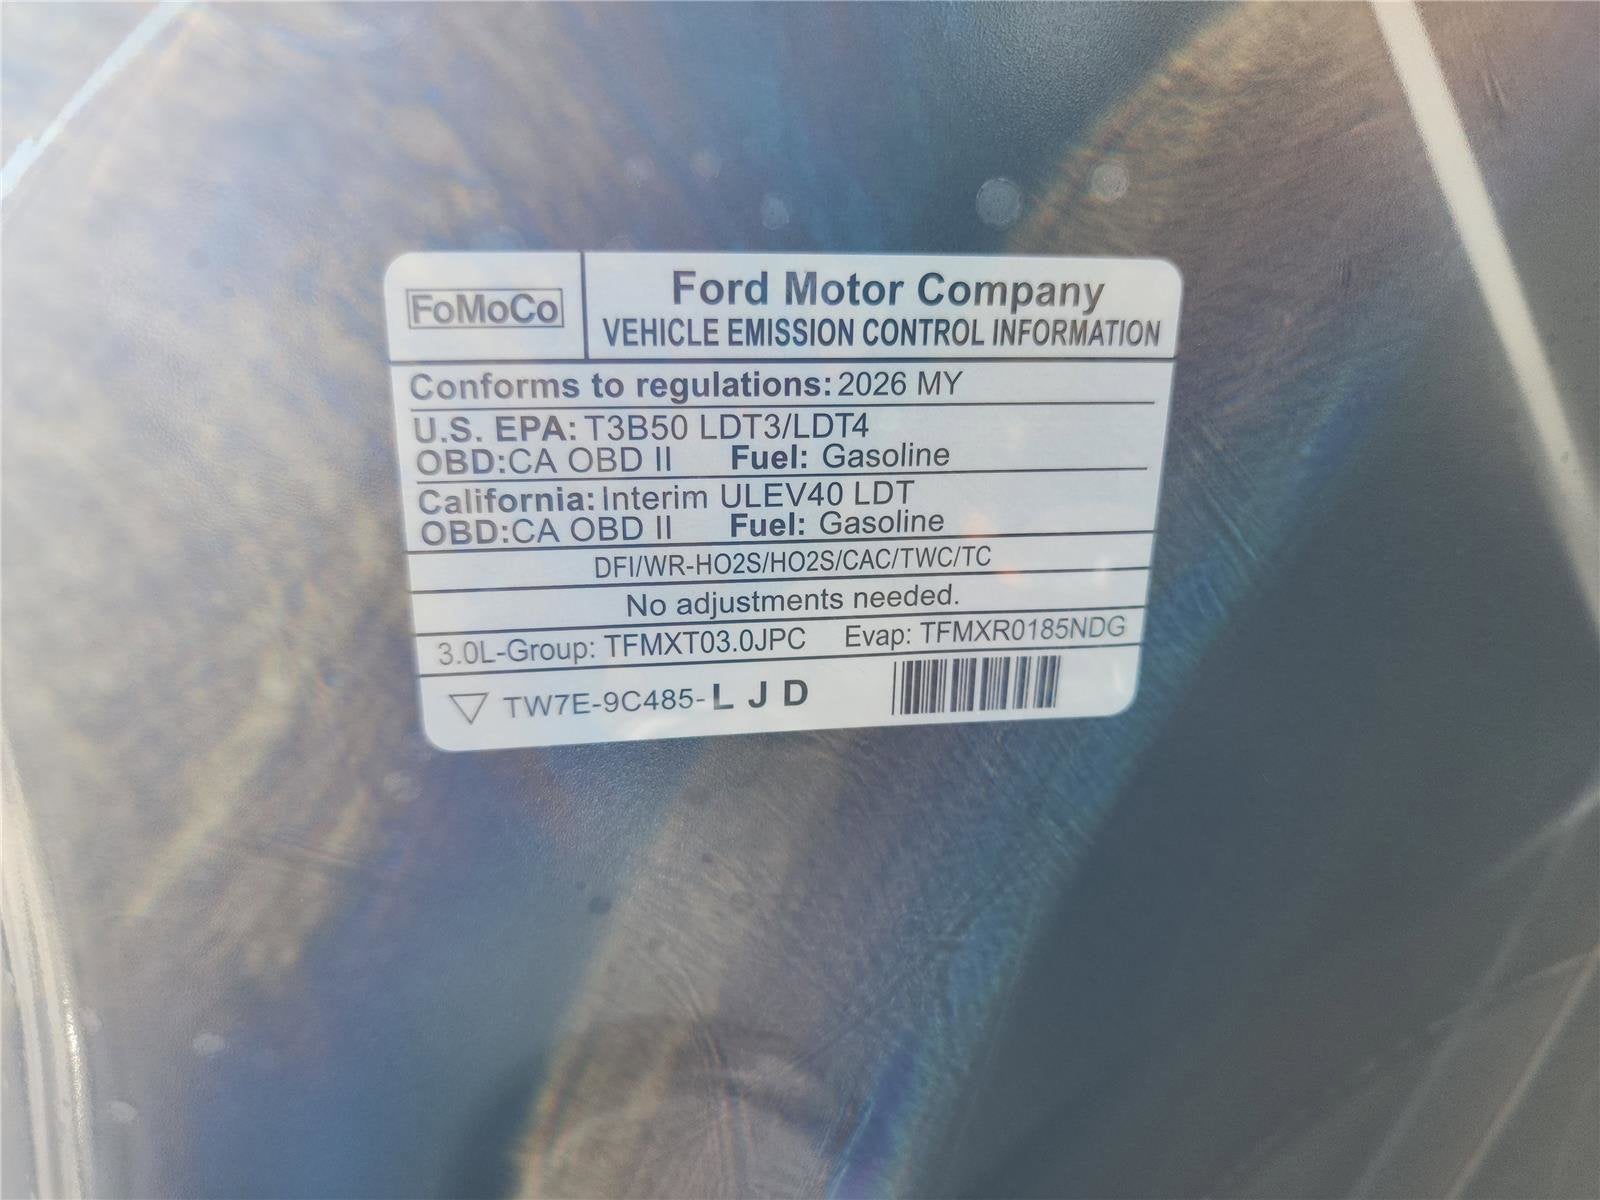 FoMoCo
Ford Motor Company
VEHICLE EMISSION CONTROL INFORMATION
Conforms to regulations: 2026 MY
U.S. EPA: T3B50 LDT3/LDT4
OBD:CA OBD II Fuel: Gasoline
California: Interim ULEV40 LDT
OBD:CA OBD II Fuel: Gasoline
DFI/WR-HO2S/HO2S/CAC/TWC/TC
No adjustments needed.
3.0L-Group: TFMXT03.0JPC Evap: TFMXR0185NDG
TW7E-9C485-L J D